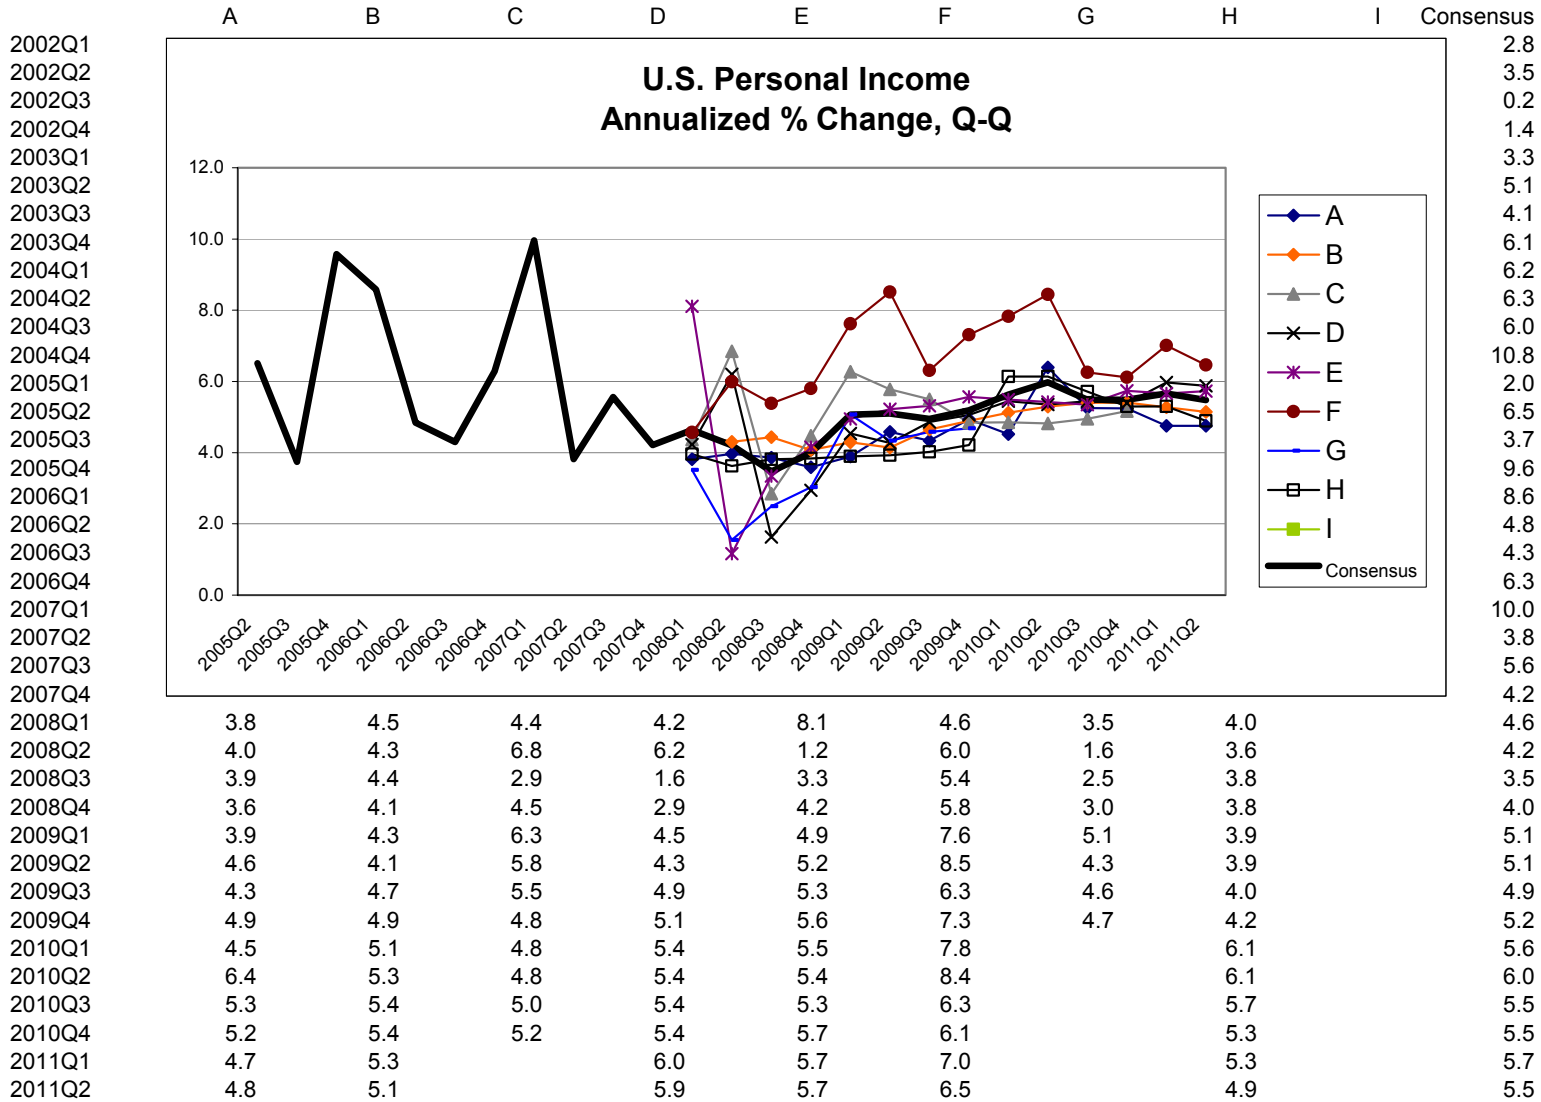 A B C D E F G H I Consensus
2002Q1 2.8
U.S. Personal Income
2002Q2 3.5
2002Q3 0.2
Annualized % Change, Q-Q
2002Q4 1.4
2003Q1 3.3
12.0
2003Q2 5.1
2003Q3 4.1
A
2003Q4 6.1
10.0
B
2004Q1 6.2
2004Q2 6.3
C
8.0
2004Q3 6.0
D
2004Q4 10.8
2005Q1 2.0
6.0
E
2005Q2 6.5
F
2005Q3 3.7
4.0
G
2005Q4 9.6
2006Q1 8.6
H
2006Q2 4.8
2.0
I
2006Q3 4.3
Consensus
2006Q4 6.3
0.0
2007Q1 10.0
2007Q2 3.8
2007Q3 5.6
2005Q2 2005Q3 2005Q4 2006Q1 2006Q2 2006Q3 2006Q4 2007Q1 2007Q2 2007Q3 2007Q4 2008Q1 2008Q2 2008Q3 2008Q4 2009Q1 2009Q2 2009Q3 2009Q4 2010Q1 2010Q2 2010Q3 2010Q4 2011Q1 2011Q2
2007Q4 4.2
2008Q1 3.8 4.5 4.4 4.2 8.1 4.6 3.5 4.0 4.6
2008Q2 4.0 4.3 6.8 6.2 1.2 6.0 1.6 3.6 4.2
2008Q3 3.9 4.4 2.9 1.6 3.3 5.4 2.5 3.8 3.5
2008Q4 3.6 4.1 4.5 2.9 4.2 5.8 3.0 3.8 4.0
2009Q1 3.9 4.3 6.3 4.5 4.9 7.6 5.1 3.9 5.1
2009Q2 4.6 4.1 5.8 4.3 5.2 8.5 4.3 3.9 5.1
2009Q3 4.3 4.7 5.5 4.9 5.3 6.3 4.6 4.0 4.9
2009Q4 4.9 4.9 4.8 5.1 5.6 7.3 4.7 4.2 5.2
2010Q1 4.5 5.1 4.8 5.4 5.5 7.8 6.1 5.6
2010Q2 6.4 5.3 4.8 5.4 5.4 8.4 6.1 6.0
2010Q3 5.3 5.4 5.0 5.4 5.3 6.3 5.7 5.5
2010Q4 5.2 5.4 5.2 5.4 5.7 6.1 5.3 5.5
2011Q1 4.7 5.3 6.0 5.7 7.0 5.3 5.7
2011Q2 4.8 5.1 5.9 5.7 6.5 4.9 5.5